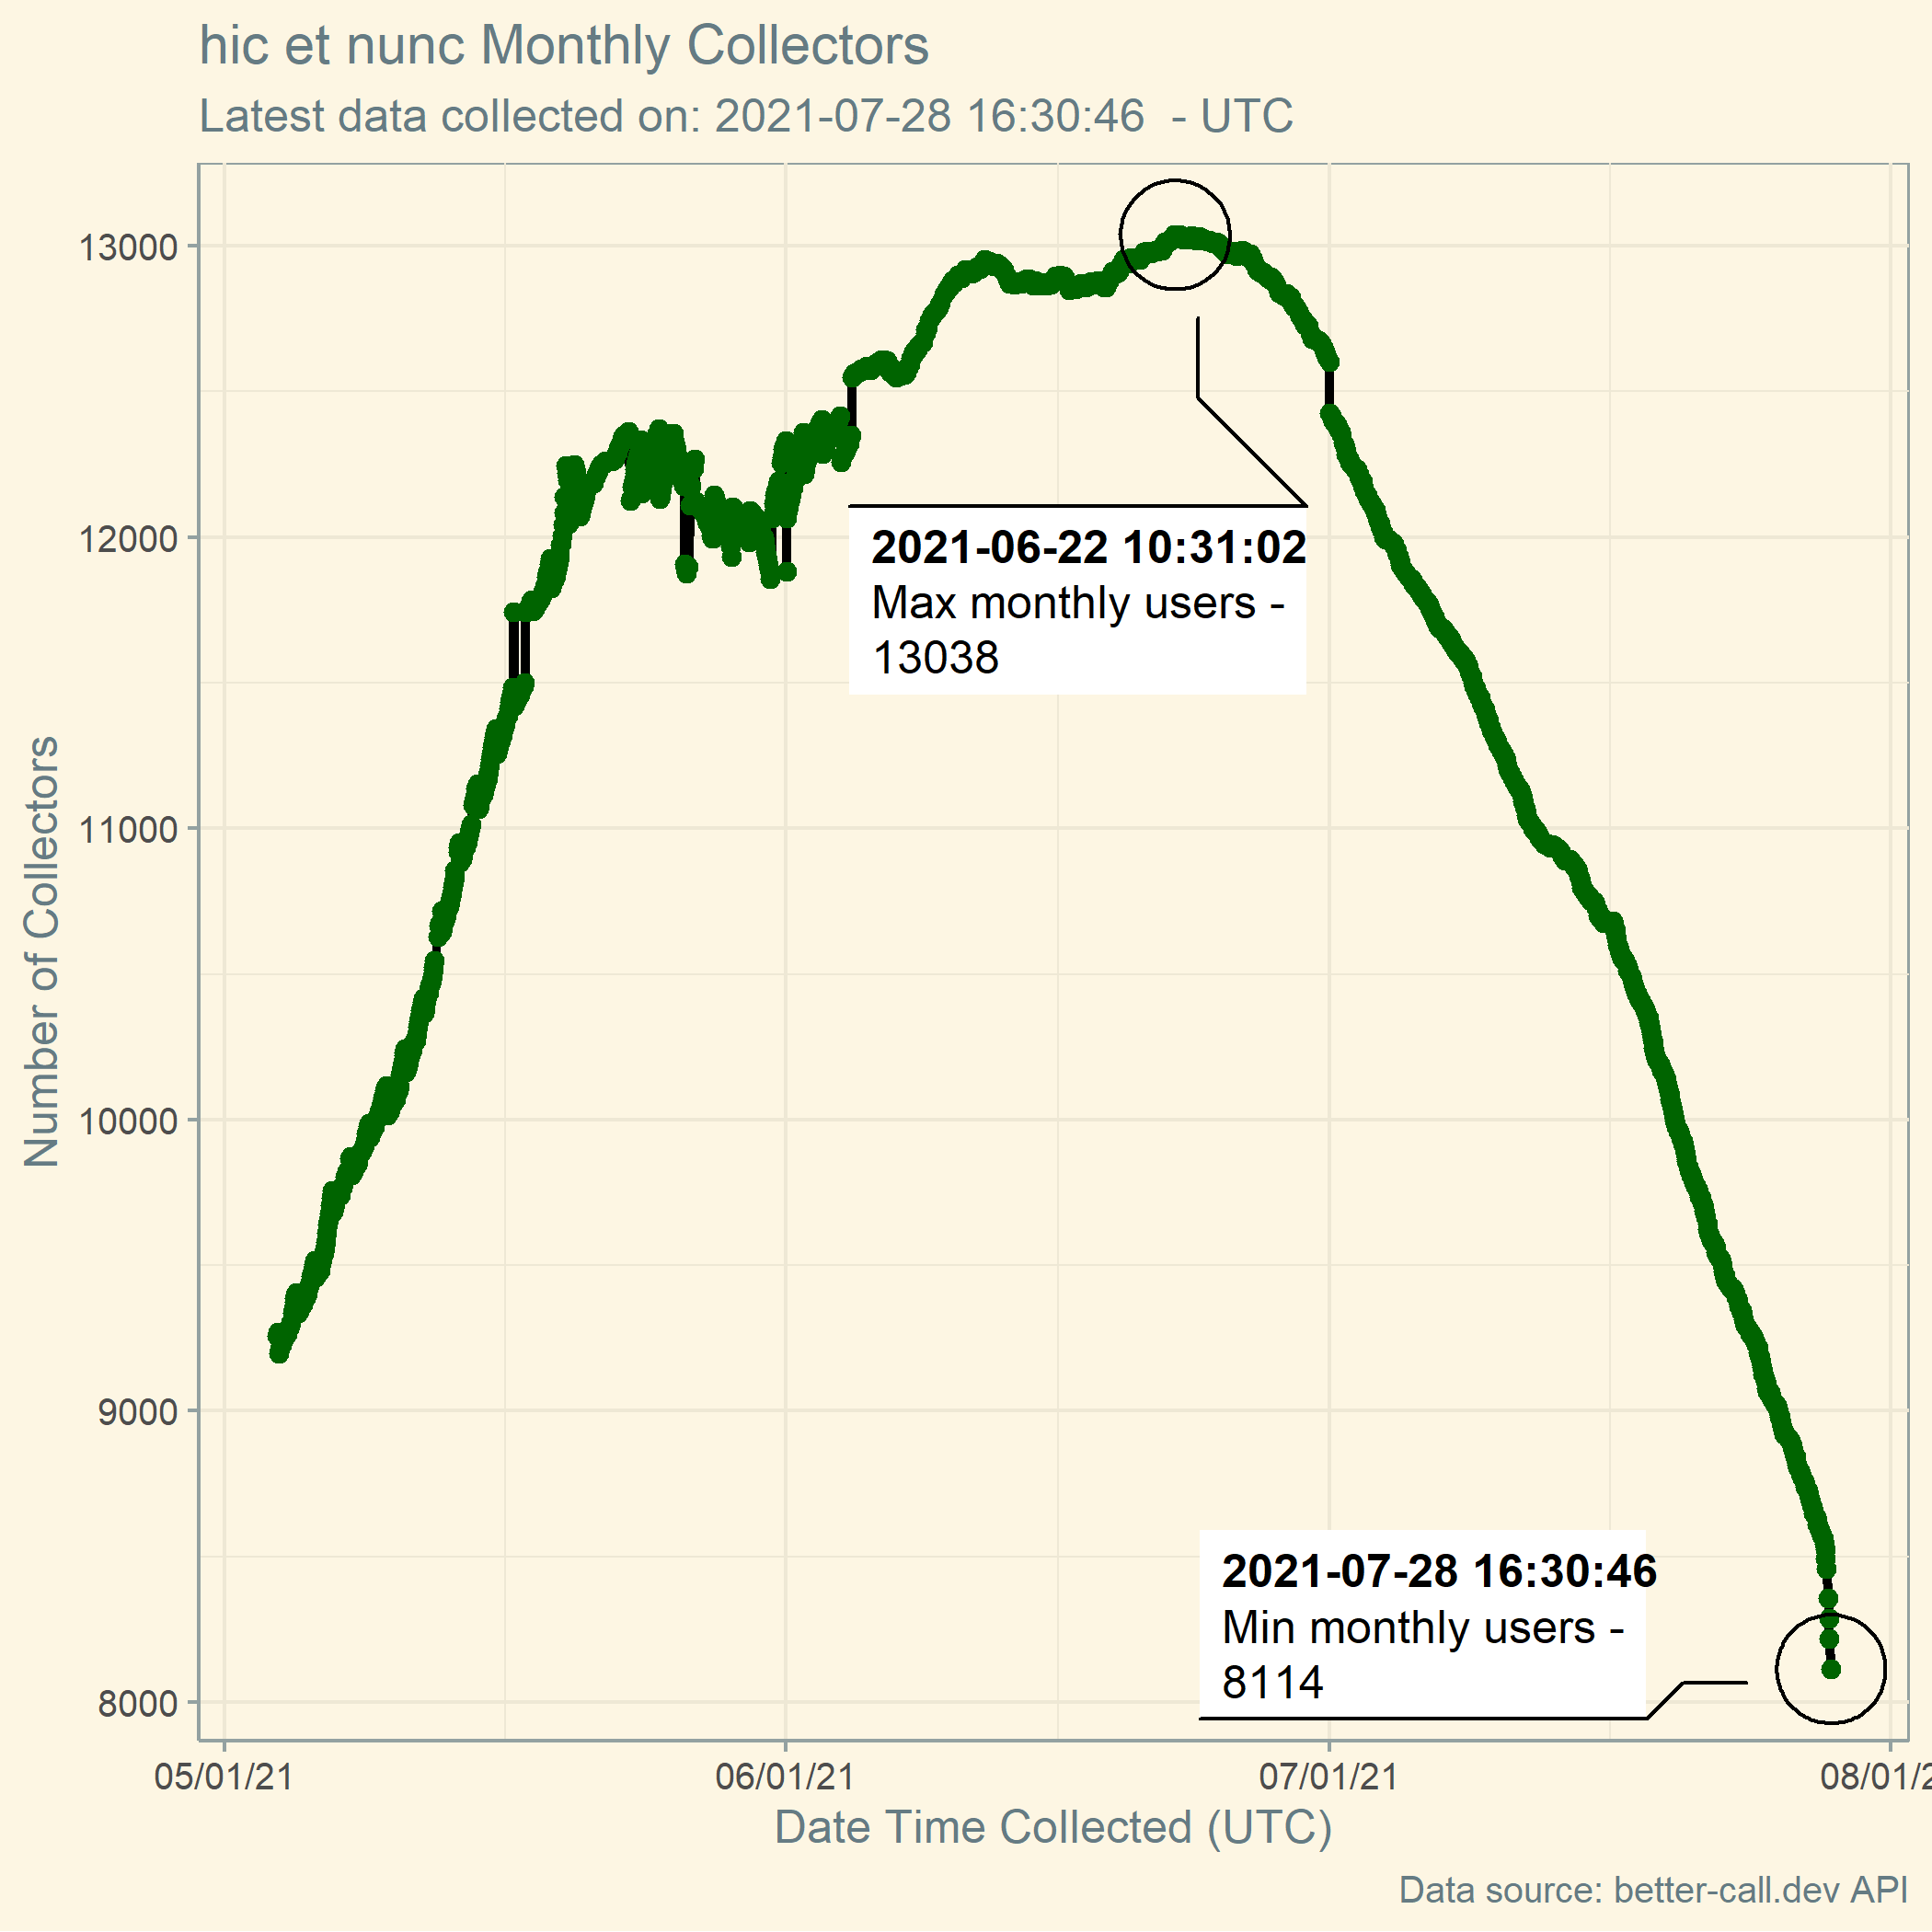 hic et nunc Monthly Collectors
Latest data collected on: 2021-07-28 16:30:46  - UTC
Number of Collectors
13000
12000
11000
10000
9000
8000
2021-06-22 10:31:02
Max monthly users -
13038
2021-07-28 16:30:46
Min monthly users -
8114
05/01/21
06/01/21
07/01/21
08/01/2
Date Time Collected (UTC)
Data source: better-call.dev API